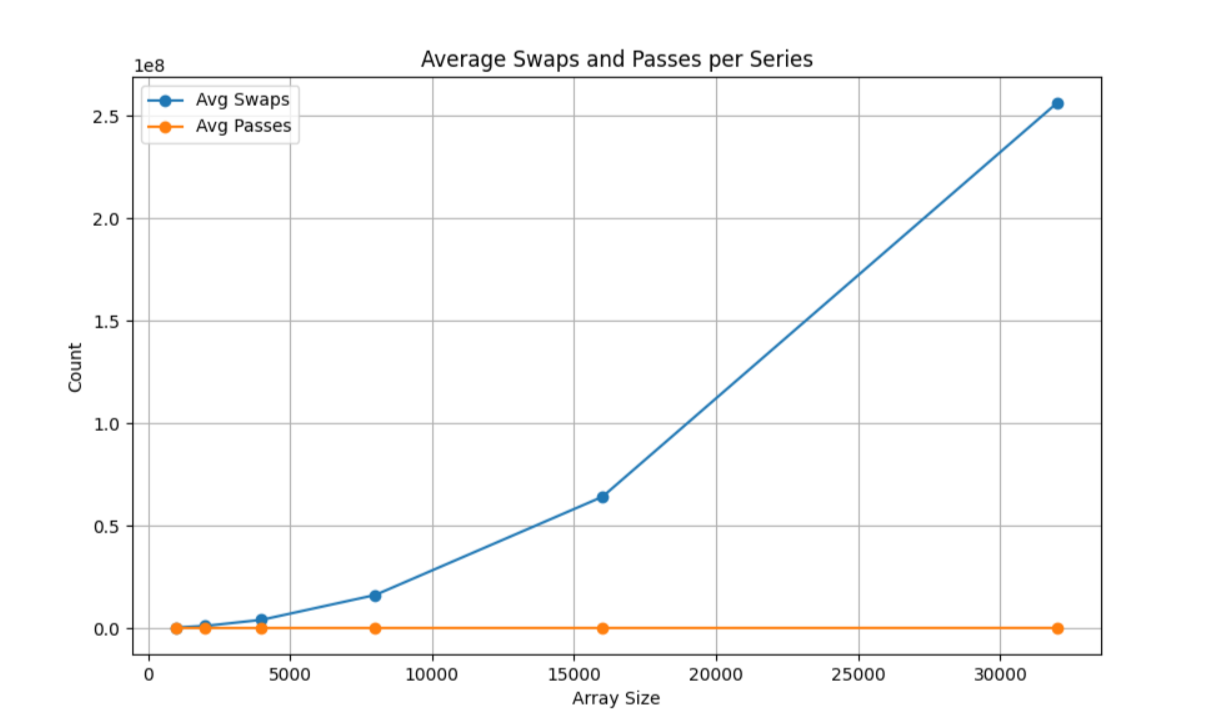 Average Swaps and Passes per Series
1e8
Avg Swaps
Avg Passes
2.5
2.0
1.5
1.0
0.5
0.0
Count
0 5000 10000 15000 20000 25000 30000
Array Size